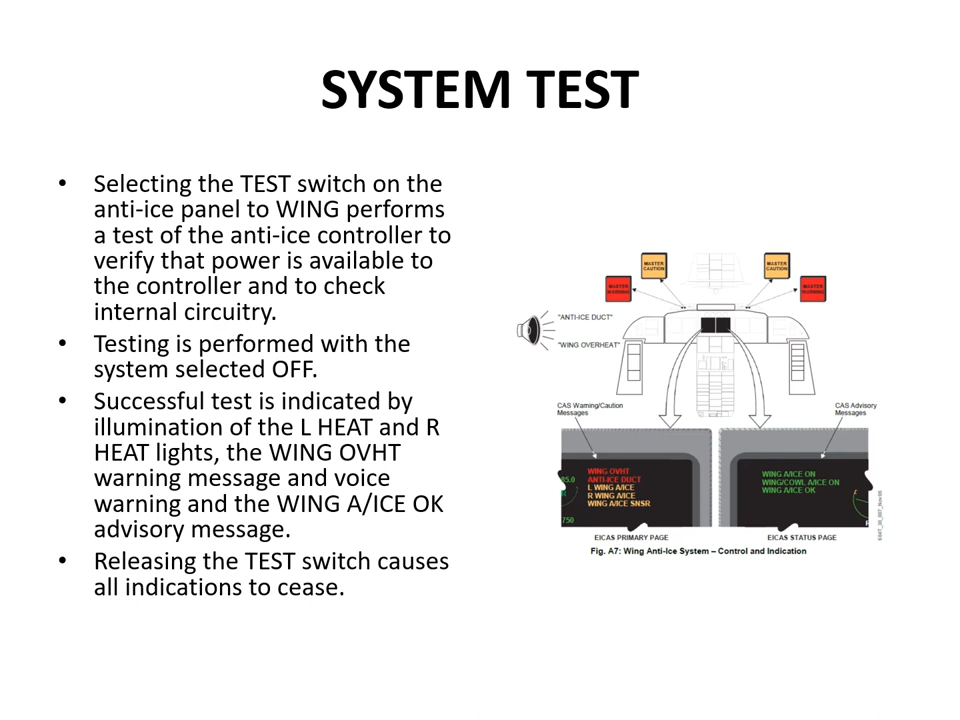 SYSTEM TEST
• Selecting the TEST switch on the
anti-ice panel to WING performs
a test of the anti-ice controller to
verify that power is available to
the controller and to check
internal circuitry.
• Testing is performed with the
system selected OFF.
• Successful test is indicated by
illumination of the L HEAT and R
HEAT lights, the WING OVHT
warning message and voice
warning and the WING A/ICE OK
advisory message.
• Releasing the TEST switch causes
all indications to cease.
MASTER
CAUTION
MASTER
CAUTION
MASTER
WARNING
MASTER
WARNING
"ANTI-ICE DUCT"
"WING OVERHEAT"
CAS Warning/Caution
Messages
CAS Advisory
Messages
WING OVHT
ANTI-ICE DUCT
L WING A/ICE
R WING A/ICE
WING A/ICE SNSR
85.0
750
WING A/ICE ON
WING/COWL A/ICE ON
WING A/ICE OK
EICAS PRIMARY PAGE
EICAS STATUS PAGE
Fig. A7: Wing Anti-Ice System – Control and Indication